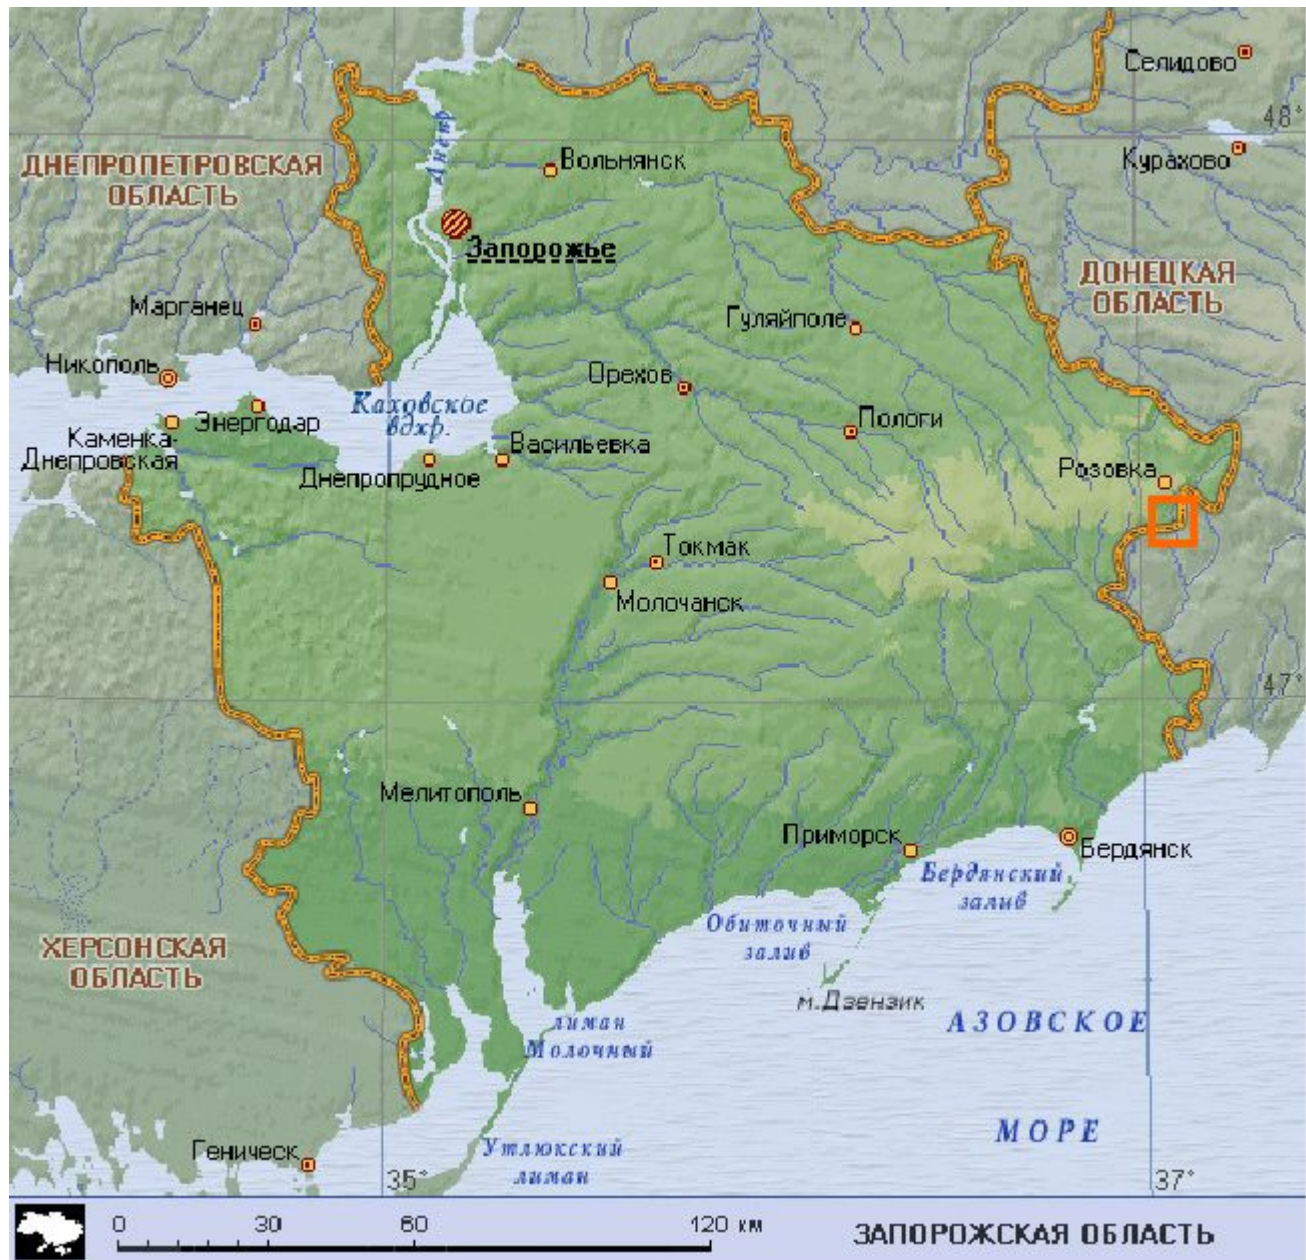 Селидово
48°
Днепр
Вольнянск
Курахово
ДНЕПРОПЕТРОВСКАЯ
ОБЛАСТЬ
Запорожье
ДОНЕЦКАЯ
ОБЛАСТЬ
Марганец
Гуляйполе
Никополь
Орехов
Каховское
вдхр.
Энергодар
Пологи
Каменка-
Днепровская
Васильевка
Днепропрудное
Розовка
Токмак
Молочанск
47°
Мелитополь
Приморск
Бердянск
Бердянский
залив
Обиточный
залив
ХЕРСОНСКАЯ
ОБЛАСТЬ
м.Дзензик
АЗОВСКОЕ
лиман
Молочный
МОРЕ
Геническ
Утлюкский
лиман
35°
37°
0 30 60 120 км
ЗАПОРОЖСКАЯ ОБЛАСТЬ